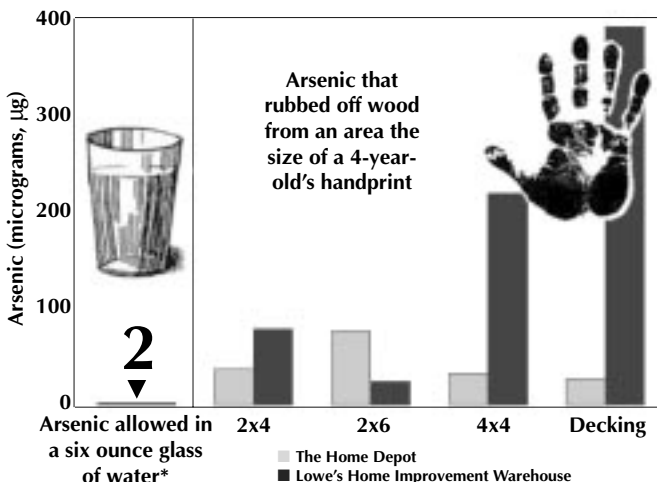 400
300
200
100
0
Arsenic (micrograms, µg)
Arsenic that
rubbed off wood
from an area the
size of a 4-year-
old's handprint
2
Arsenic allowed in
a six ounce glass
of water*
2x4
2x6
4x4
Decking
The Home Depot
Lowe's Home Improvement Warehouse